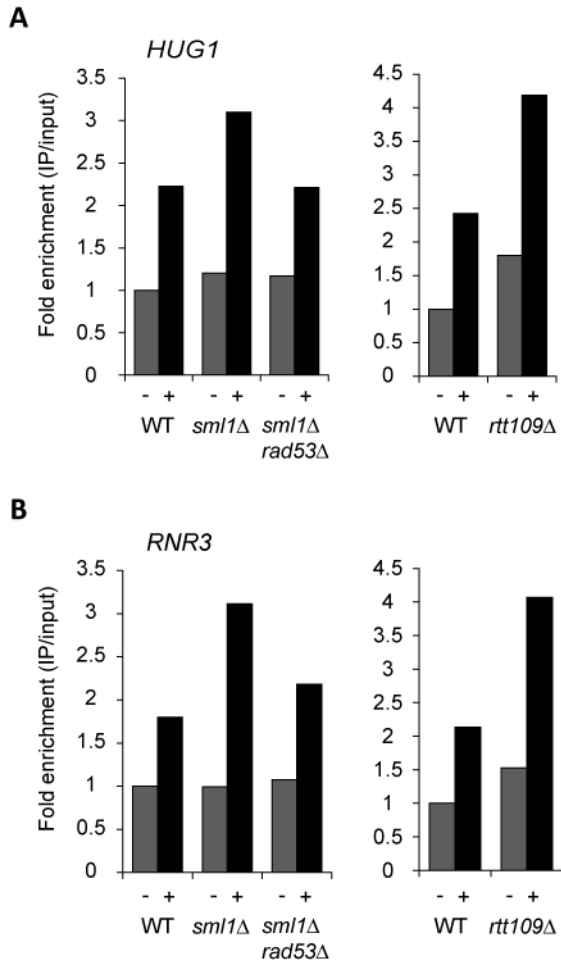 A
HUG1
Fold enrichment (IP/input)
3.5
3
2.5
2
1.5
1
0.5
0
- + - + - +
WT sml1Δ sml1Δ
rad53Δ
4.5
4
3.5
3
2.5
2
1.5
1
0.5
0
- + - +
WT rtt109Δ
B
RNR3
Fold enrichment (IP/input)
3.5
3
2.5
2
1.5
1
0.5
0
- + - + - +
WT sml1Δ sml1Δ
rad53Δ
4.5
4
3.5
3
2.5
2
1.5
1
0.5
0
- + - +
WT rtt109Δ